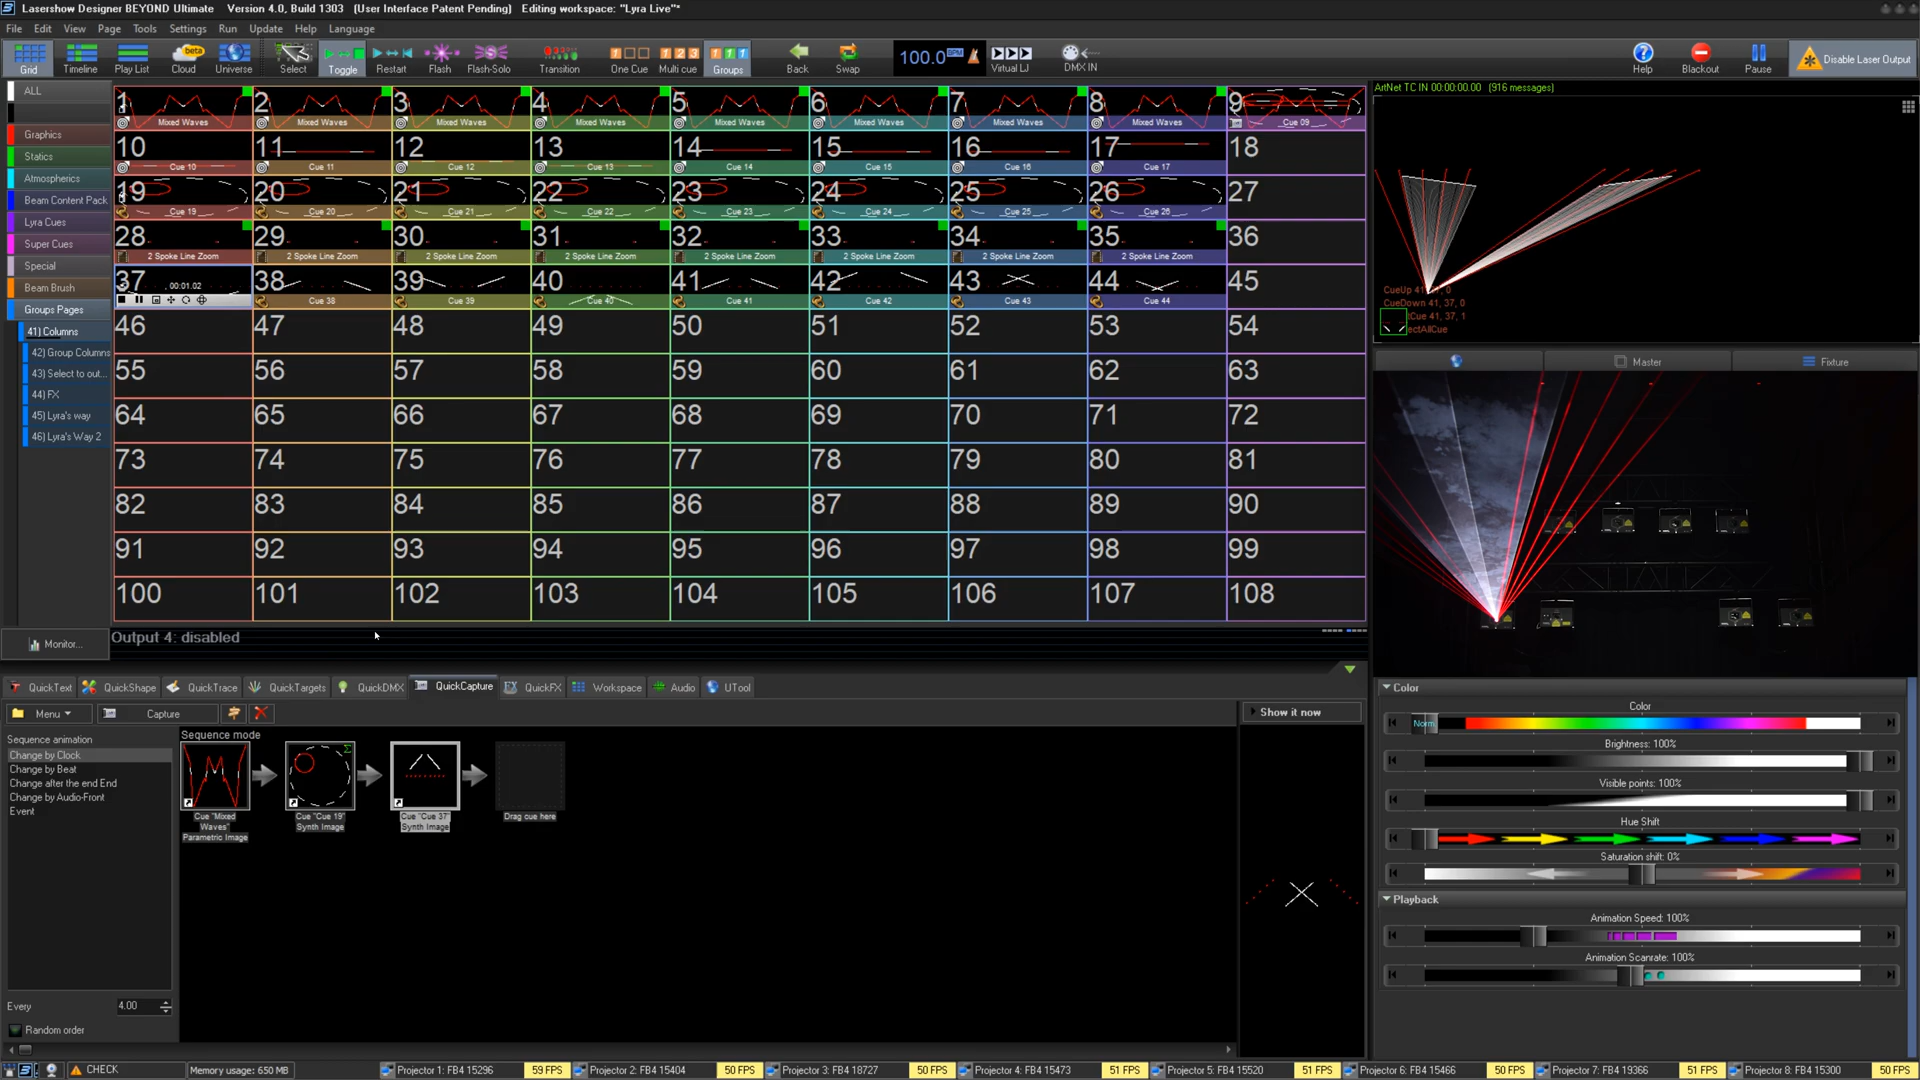 Lasershow Designer BEYOND Ultimate Version 4.0, Build 1303 (User Interface Patent Pending) Editing workspace: "Lyra Live"*
File Edit View Page Tools Settings Run Update Help Language
Grid Timeline Play List Cloud beta Universe Select Toggle Restart Flash Flash-Solo Transition One Cue Multi cue Groups Back Swap 100.0 BPM Virtual LJ DMX IN Help Blackout Pause Disable Laser Output
ALL
Graphics
Statics
Atmospherics
Beam Content Pack
Lyra Cues
Super Cues
Special
Beam Brush
Groups Pages
41) Columns
42) Group Columns
43) Select to out...
44) FX
45) Lyra's way
46) Lyra's Way 2
1 2 3 4 5 6 7 8 9
Mixed Waves Mixed Waves Mixed Waves Mixed Waves Mixed Waves Mixed Waves Mixed Waves Mixed Waves Cue 09
10 11 12 13 14 15 16 17 18
Cue 10 Cue 11 Cue 12 Cue 13 Cue 14 Cue 15 Cue 16 Cue 17
19 20 21 22 23 24 25 26 27
Cue 19 Cue 20 Cue 21 Cue 22 Cue 23 Cue 24 Cue 25 Cue 26
28 29 30 31 32 33 34 35 36
2 Spoke Line Zoom 2 Spoke Line Zoom 2 Spoke Line Zoom 2 Spoke Line Zoom 2 Spoke Line Zoom 2 Spoke Line Zoom 2 Spoke Line Zoom 2 Spoke Line Zoom
37 00:01.02 38 39 40 41 42 43 44 45
Cue 38 Cue 39 Cue 40 Cue 41 Cue 42 Cue 43 Cue 44
46 47 48 49 50 51 52 53 54
55 56 57 58 59 60 61 62 63
64 65 66 67 68 69 70 71 72
73 74 75 76 77 78 79 80 81
82 83 84 85 86 87 88 89 90
91 92 93 94 95 96 97 98 99
100 101 102 103 104 105 106 107 108
Monitor... Output 4: disabled
ArtNet TC IN 00:00:00.00 (916 messages)
CueUp 41, 0
CueDown 41, 37, 0
Cue 41, 37, 1
ectAllCue
Master Fixture
QuickText QuickShape QuickTrace QuickTargets QuickDMX QuickCapture QuickFX Workspace Audio UTool
Menu Capture Show it now
Sequence animation
Change by Clock
Change by Beat
Change after the end End
Change by Audio-Front
Event
Every 4.00
Random order
Sequence mode
Cue "Mixed Waves" Parametric Image
Cue "Cue 19" Synth Image
Cue "Cue 37" Synth Image
Drag cue here
Color
Color
Norm
Brightness: 100%
Visible points: 100%
Hue Shift
Saturation shift: 0%
Playback
Animation Speed: 100%
Animation Scanrate: 100%
CHECK Memory usage: 650 MB Projector 1: FB4 15296 59 FPS Projector 2: FB4 15404 50 FPS Projector 3: FB4 18727 50 FPS Projector 4: FB4 15473 51 FPS Projector 5: FB4 15520 51 FPS Projector 6: FB4 15466 50 FPS Projector 7: FB4 19366 51 FPS Projector 8: FB4 15300 50 FPS